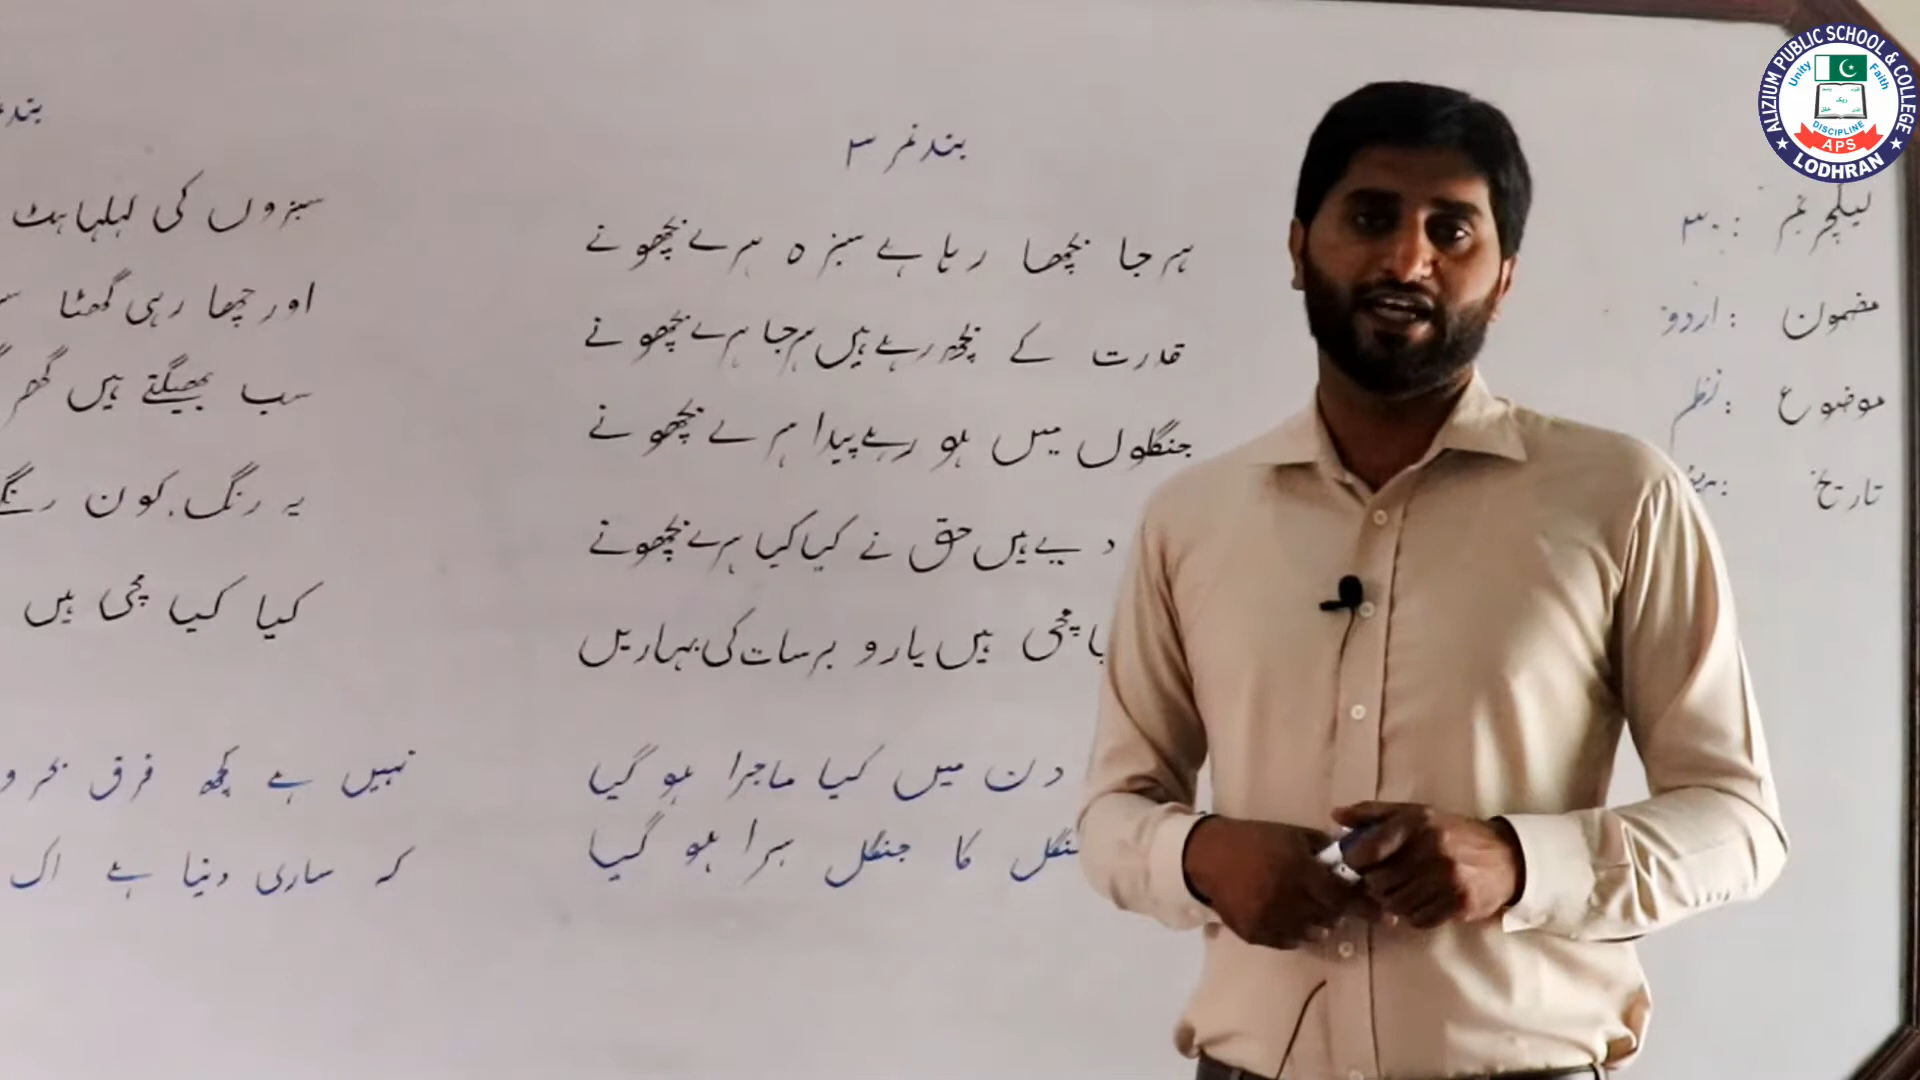 ALIZIUM PUBLIC SCHOOL & COLLEGE
Unity
Faith
DISCIPLINE
APS
LODHRAN
لیکچر نمبر : ۳۰
مضمون : اردو
موضوع : نظم
تاریخ :
بند نمبر ۳
ہر جا بچھا رہا ہے سبزہ ہرے بچھونے
قدرت کے بچھ رہے ہیں ہر جا ہرے بچھونے
جنگلوں میں ہو رہے پیدا ہرے بچھونے
دیے ہیں حق نے کیا کیا ہرے بچھونے
مچی ہیں یارو برسات کی بہاریں
دن میں کیا ماجرا ہو گیا
کا جنگل ہرا ہو گیا
بند
سبزوں کی لہلہاہٹ
اور چھا رہی گھٹا
سب بھیگتے ہیں گھر
یہ رنگ کون
کیا کیا مچی ہیں
نہیں ہے کچھ فرق
کہ ساری دنیا ہے اک